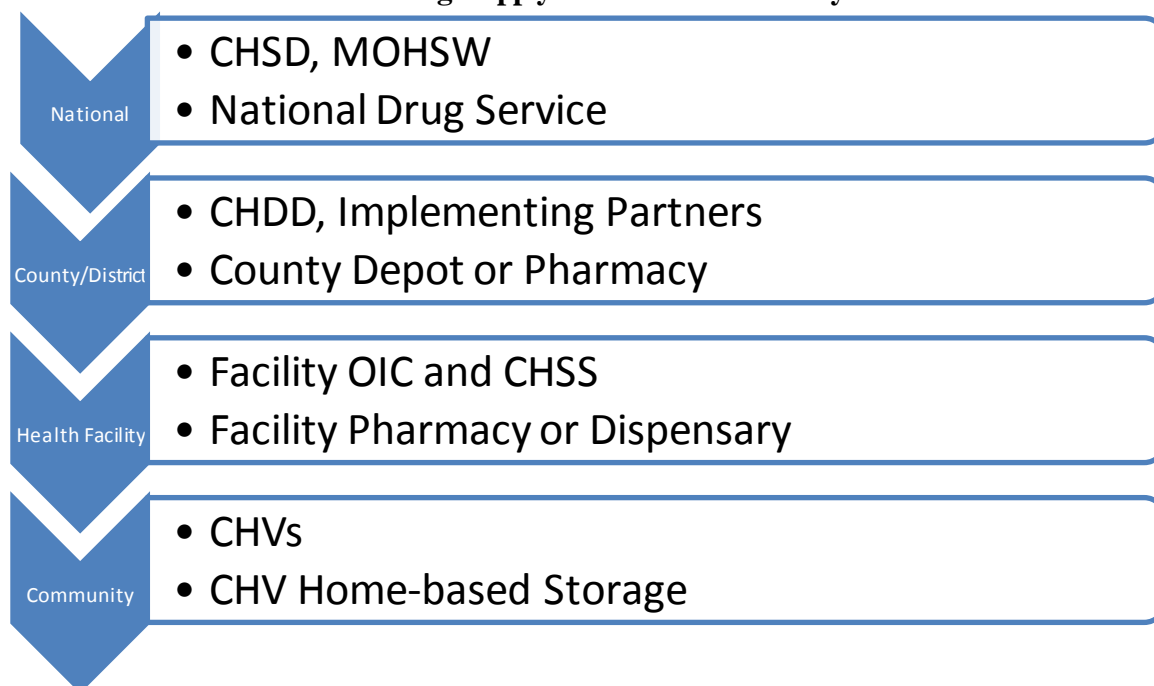 Supply
National
• CHSD, MOHSW
• National Drug Service
County/District
• CHDD, Implementing Partners
• County Depot or Pharmacy
Health Facility
• Facility OIC and CHSS
• Facility Pharmacy or Dispensary
Community
• CHVs
• CHV Home-based Storage